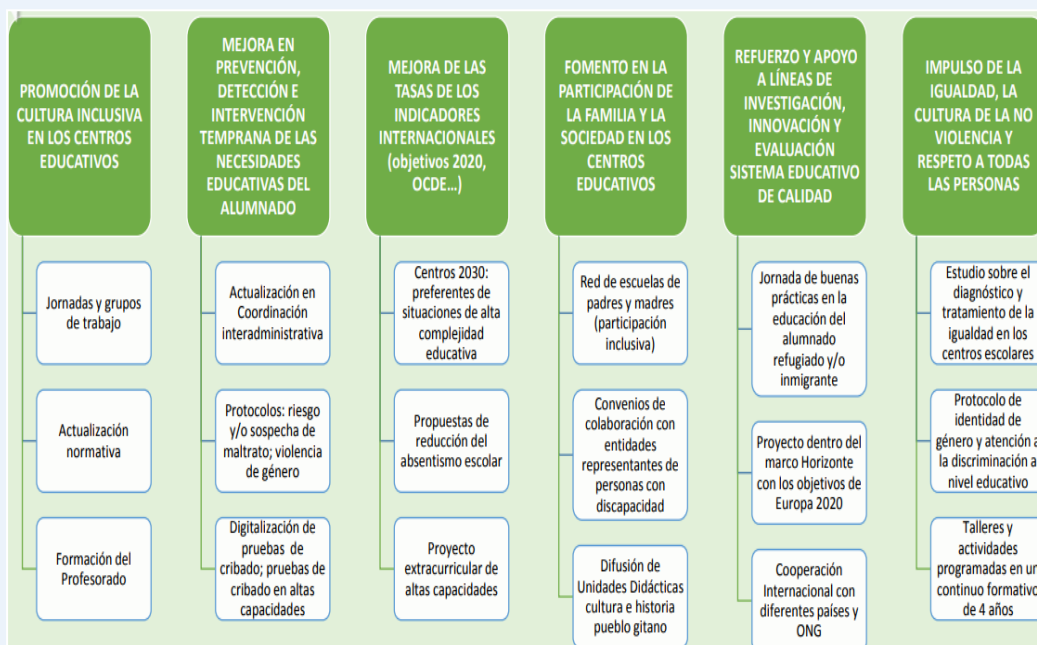 PROMOCIÓN DE LA
CULTURA INCLUSIVA
EN LOS CENTROS
EDUCATIVOS
Jornadas y grupos
de trabajo
Actualización
normativa
Formación del
Profesorado
MEJORA EN
PREVENCIÓN,
DETECCIÓN E
INTERVENCIÓN
TEMPRANA DE LAS
NECESIDADES
EDUCATIVAS DEL
ALUMNADO
Actualización en
Coordinación
interadministrativa
Protocolos: riesgo
y/o sospecha de
maltrato; violencia
de género
Digitalización de
pruebas de
cribado; pruebas de
cribado en altas
capacidades
MEJORA DE LAS
TASAS DE LOS
INDICADORES
INTERNACIONALES
(objetivos 2020,
OCDE...)
Centros 2030:
preferentes de
situaciones de alta
complejidad
educativa
Propuestas de
reducción del
absentismo escolar
Proyecto
extracurricular de
altas capacidades
FOMENTO EN LA
PARTICIPACIÓN DE
LA FAMILIA Y LA
SOCIEDAD EN LOS
CENTROS
EDUCATIVOS
Red de escuelas de
padres y madres
(participación
inclusiva)
Convenios de
colaboración con
entidades
representantes de
personas con
discapacidad
Difusión de
Unidades Didácticas
cultura e historia
pueblo gitano
REFUERZO Y APOYO
A LÍNEAS DE
INVESTIGACIÓN,
INNOVACIÓN Y
EVALUACIÓN
SISTEMA EDUCATIVO
DE CALIDAD
Jornada de buenas
prácticas en la
educación del
alumnado
refugiado y/o
inmigrante
Proyecto dentro del
marco Horizonte
con los objetivos de
Europa 2020
Cooperación
Internacional con
diferentes países y
ONG
IMPULSO DE LA
IGUALDAD, LA
CULTURA DE LA NO
VIOLENCIA Y
RESPETO A TODAS
LAS PERSONAS
Estudio sobre el
diagnóstico y
tratamiento de la
igualdad en los
centros escolares
Protocolo de
identidad de
género y atención a
la discriminación a
nivel educativo
Talleres y
actividades
programadas en un
continuo formativo
de 4 años